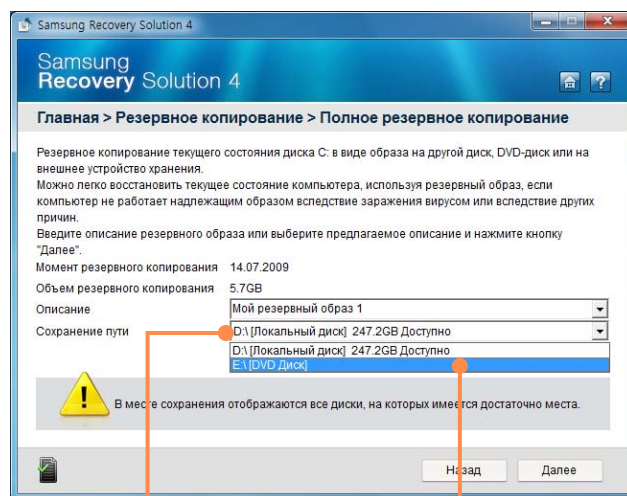 Samsung Recovery Solution 4
Samsung
Recovery Solution 4
?
Главная > Резервное копирование > Полное резервное копирование
Резервное копирование текущего состояния диска C: в виде образа на другой диск, DVD-диск или на
внешнее устройство хранения.
Можно легко восстановить текущее состояние компьютера, используя резервный образ, если
компьютер не работает надлежащим образом вследствие заражения вирусом или вследствие других
причин.
Введите описание резервного образа или выберите предлагаемое описание и нажмите кнопку
"Далее".
Момент резервного копирования 14.07.2009
Объем резервного копирования 5.7GB
Описание Мой резервный образ 1
Сохранение пути D:\ [Локальный диск] 247.2GB Доступно
D:\ [Локальный диск] 247.2GB Доступно
E:\ [DVD Диск]
В месте сохранения отображаются все диски, на которых имеется достаточно места.
Назад Далее